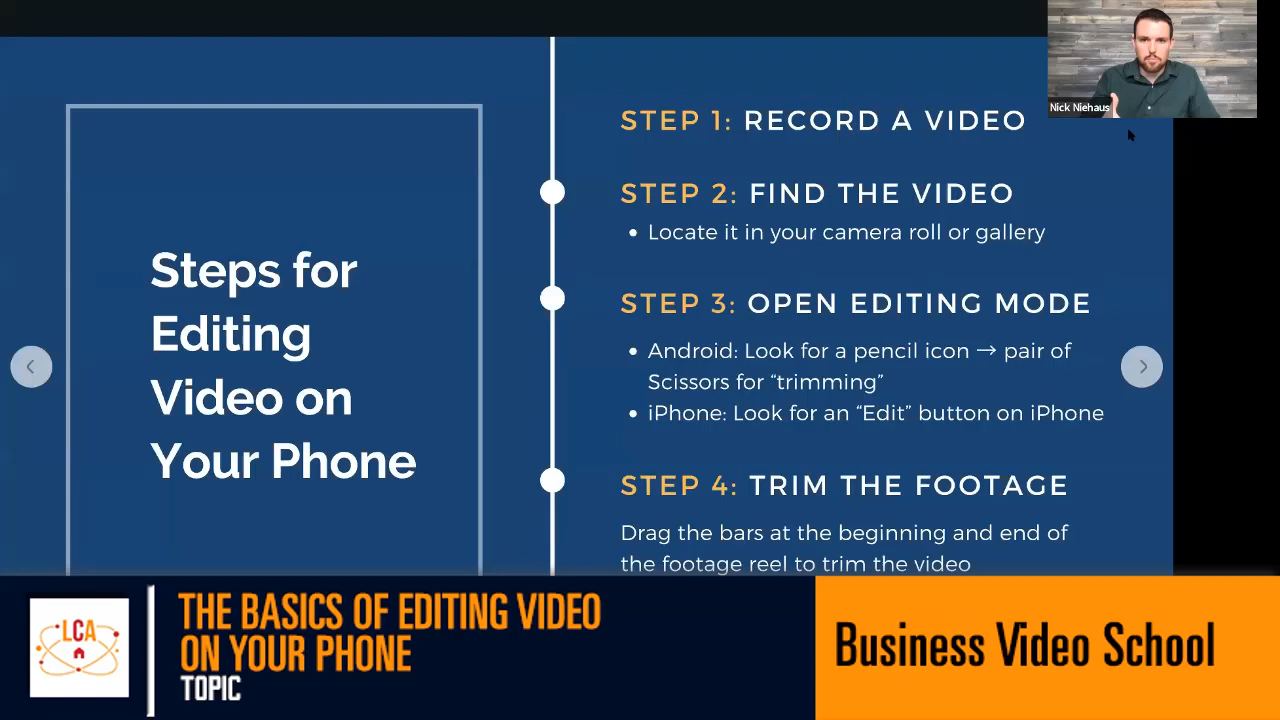 Nick Niehaus
Steps for
Editing
Video on
Your Phone
STEP 1: RECORD A VIDEO
STEP 2: FIND THE VIDEO
• Locate it in your camera roll or gallery
STEP 3: OPEN EDITING MODE
• Android: Look for a pencil icon → pair of
Scissors for “trimming”
• iPhone: Look for an “Edit” button on iPhone
STEP 4: TRIM THE FOOTAGE
Drag the bars at the beginning and end of
the footage reel to trim the video
LCA
THE BASICS OF EDITING VIDEO
ON YOUR PHONE
TOPIC
Business Video School